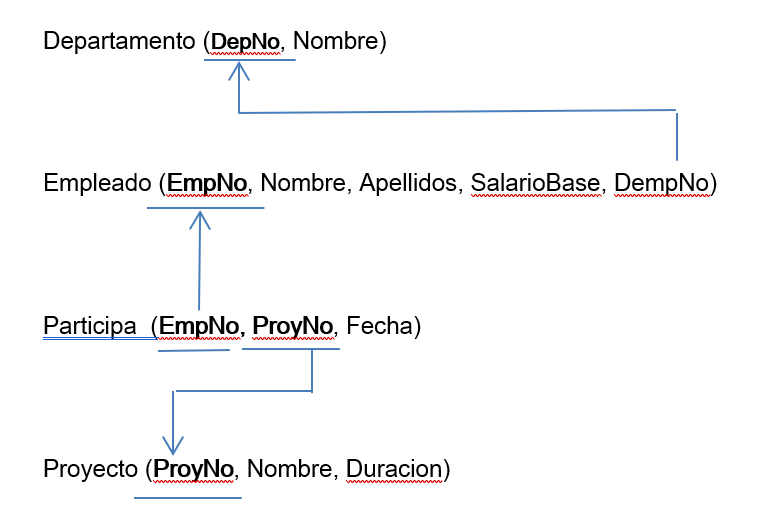 Departamento (DepNo, Nombre)
Empleado (EmpNo, Nombre, Apellidos, SalarioBase, DempNo)
Participa  (EmpNo, ProyNo, Fecha)
Proyecto (ProyNo, Nombre, Duracion)